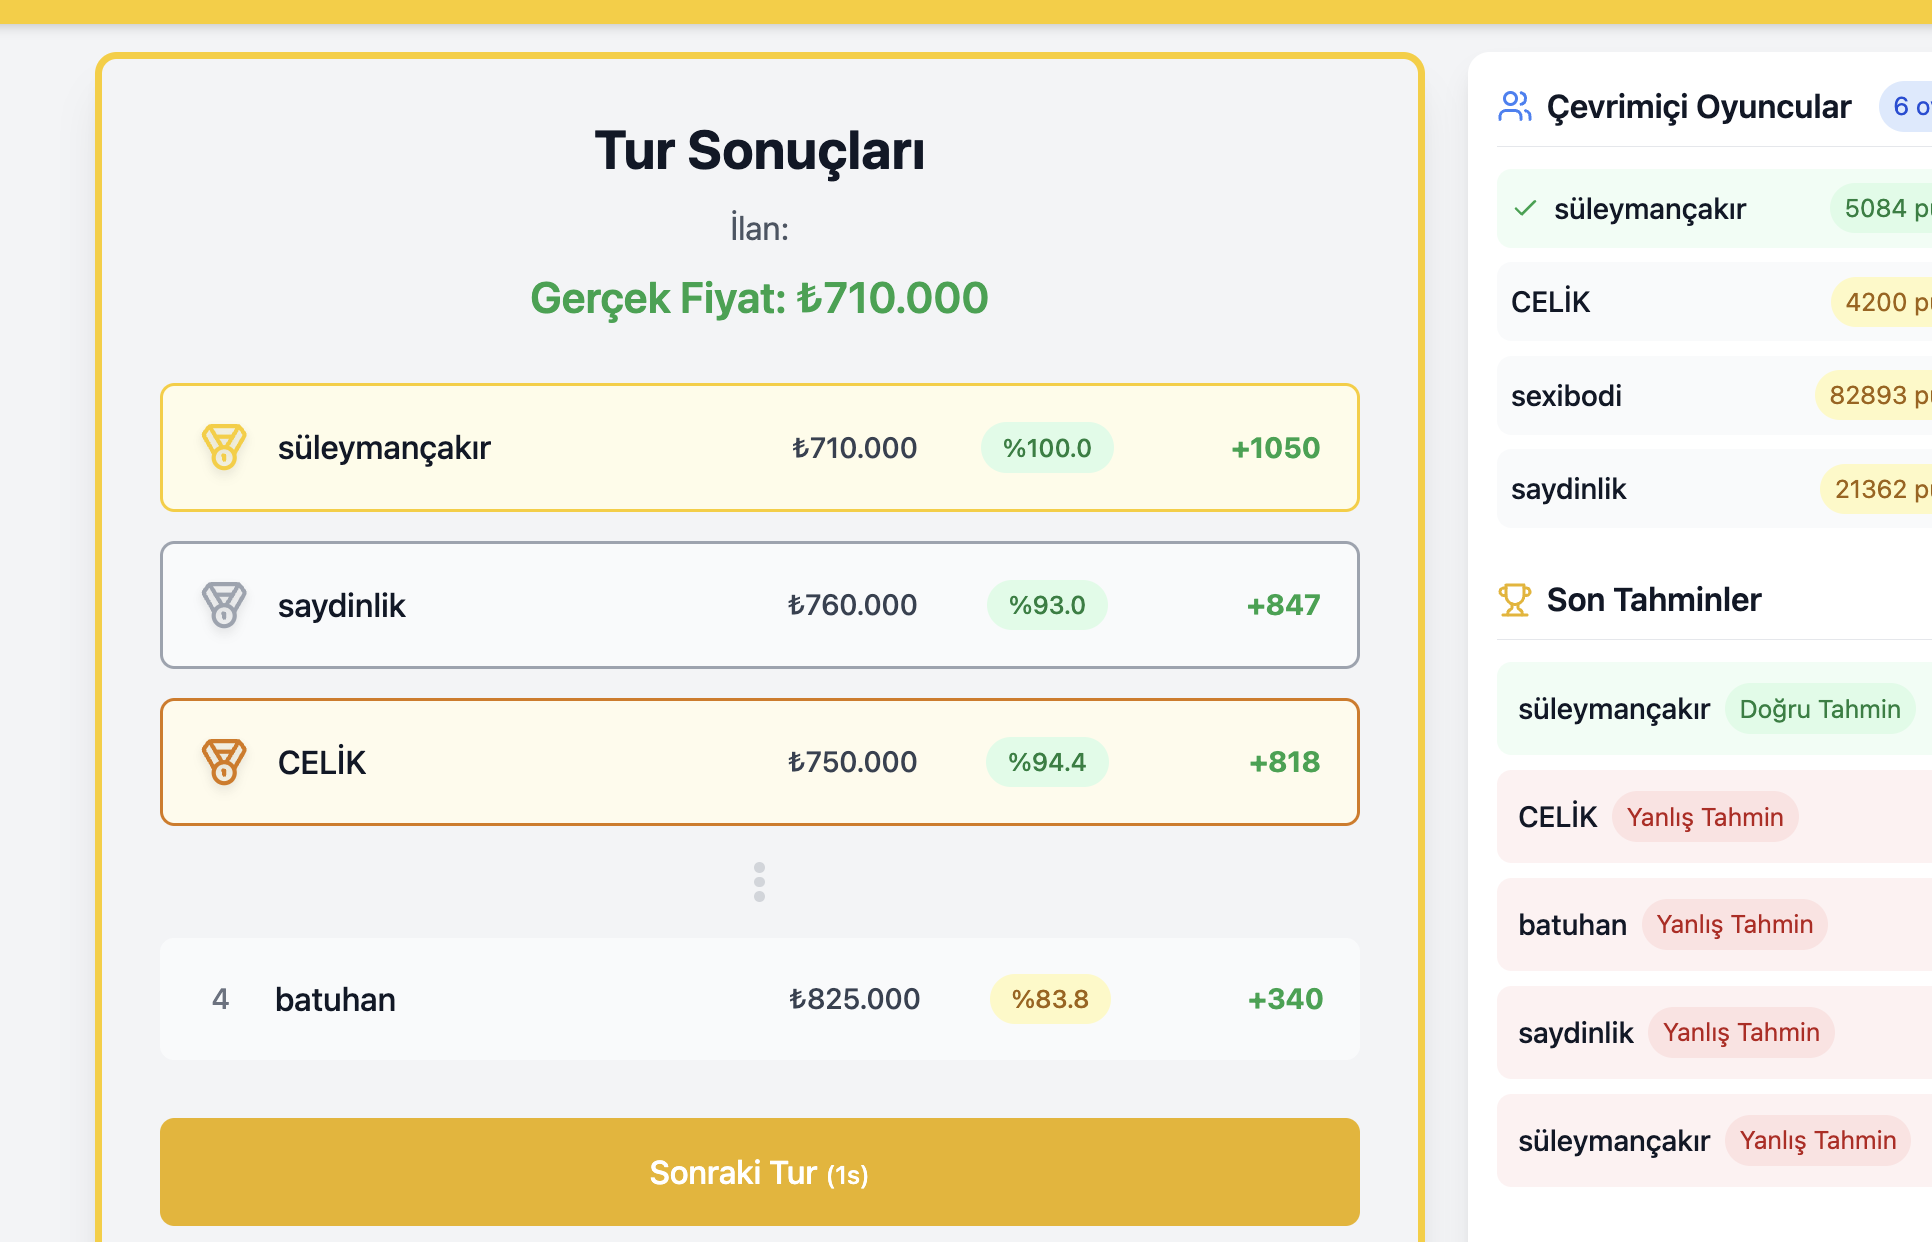 Tur Sonuçları
İlan:
Gerçek Fiyat: ₺710.000
süleymançakır ₺710.000 %100.0 +1050
saydinlik ₺760.000 %93.0 +847
CELİK ₺750.000 %94.4 +818
4 batuhan ₺825.000 %83.8 +340
Sonraki Tur (1s)
Çevrimiçi Oyuncular 6
süleymançakır 5084
CELİK 4200
sexibodi 82893
saydinlik 21362
Son Tahminler
süleymançakır Doğru Tahmin
CELİK Yanlış Tahmin
batuhan Yanlış Tahmin
saydinlik Yanlış Tahmin
süleymançakır Yanlış Tahmin